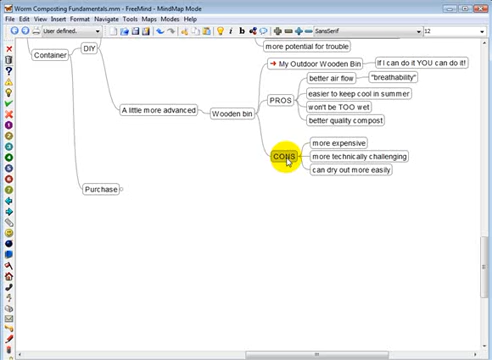 Worm Composting Fundamentals.mm - FreeMind - MindMap Mode
File Edit View Insert Format Navigate Tools Maps MindMap Help
User defined. SansSerif 12
more potential for trouble
DIY
Container
My Outdoor Wooden Bin
If I can do it YOU can do it!
better air flow
"breathability"
PROS
easier to keep cool in summer
won't be TOO wet
better quality compost
A little more advanced
Wooden bin
CONS
more expensive
more technically challenging
can dry out more easily
Purchase